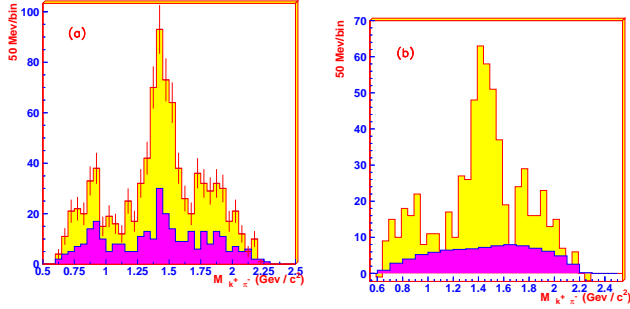 50 Mev/bin
100
80
60
40
20
0
(a)
0.5 0.75 1 1.25 1.5 1.75 2 2.25 2.5
M k+ π- (Gev / c²)
50 MeV/bin
70
60
50
40
30
20
10
0
(b)
0.6 0.8 1 1.2 1.4 1.6 1.8 2 2.2 2.4
M k+ π- (Gev / c²)